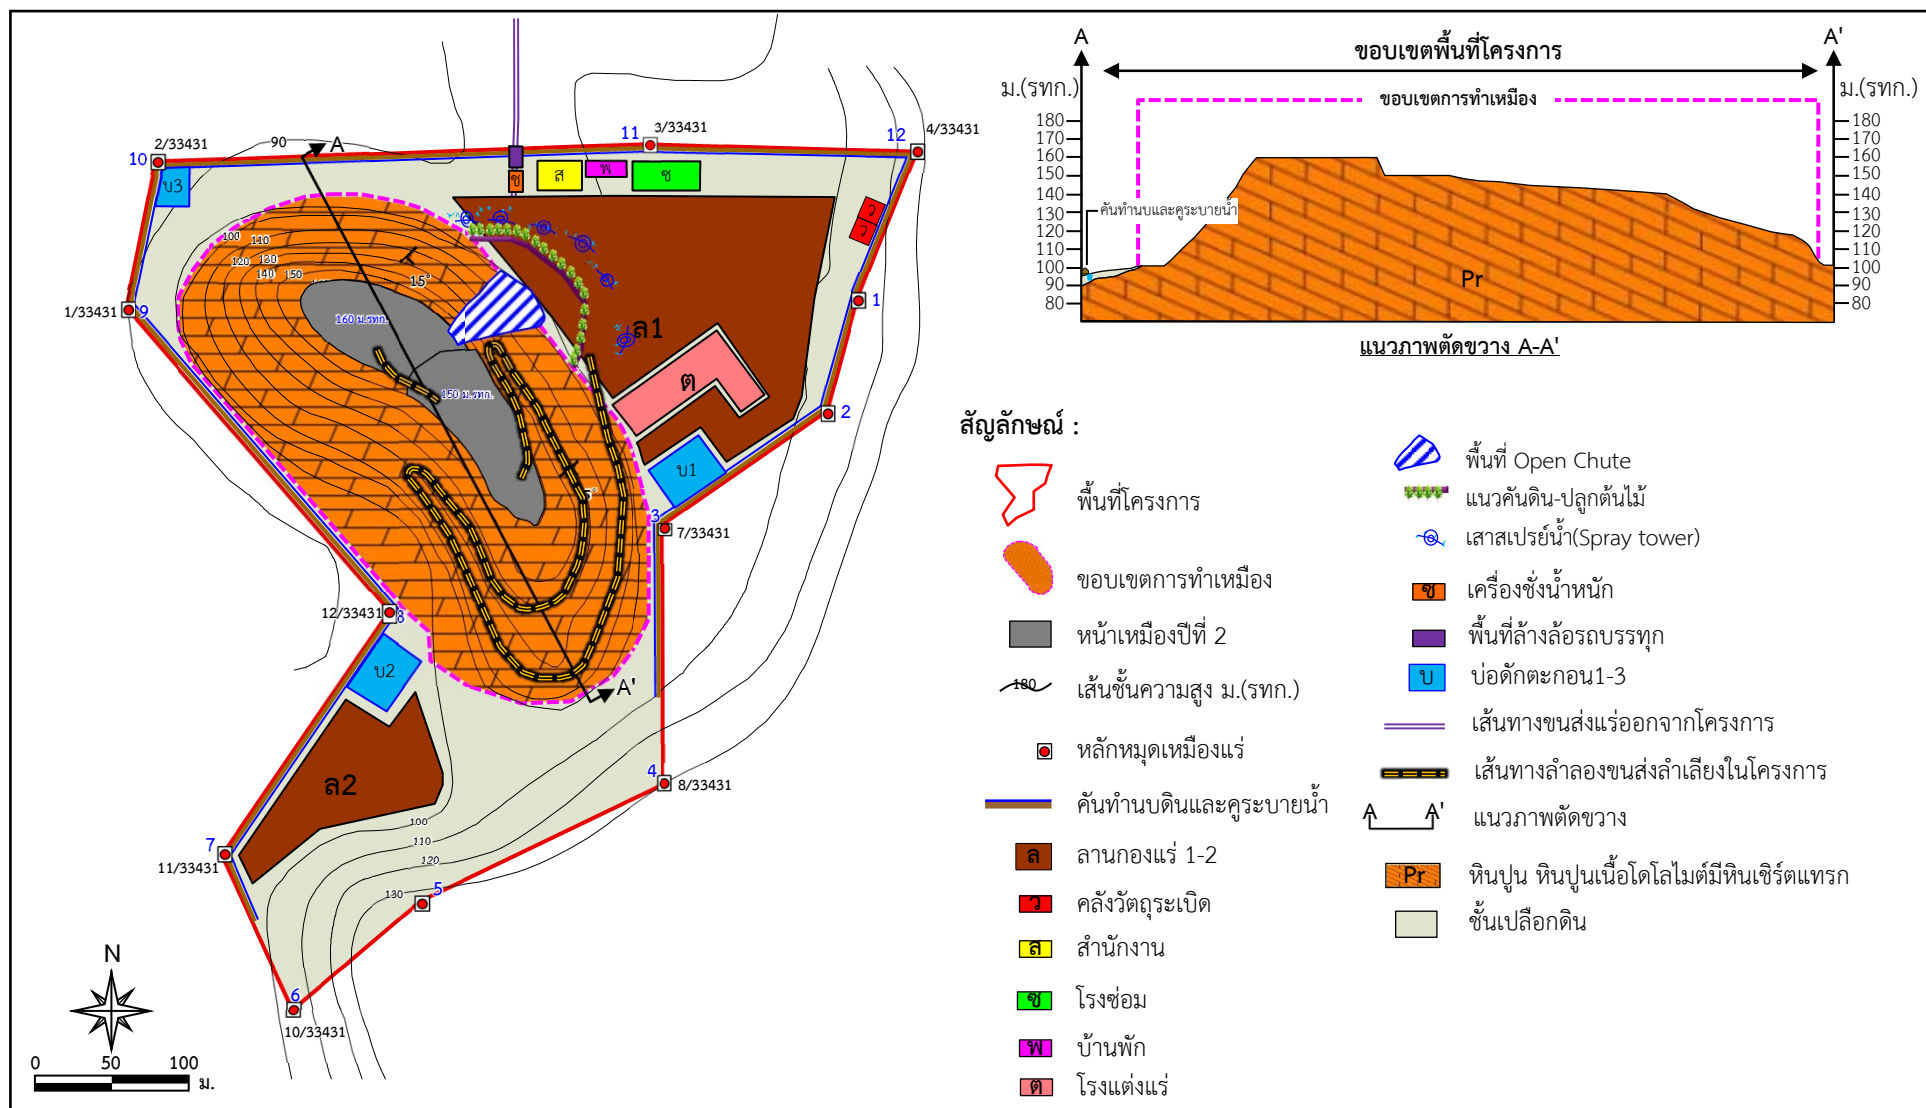 2/33431
10
90
A
11
3/33431
12
4/33431
บ3
ช
ส
พ
ซ
ว
ว
100
110
120
130
140
150
15°
160 ม.รทก.
150 ม.รทก.
ล1
ต
บ1
1/33431
9
1
2
3
7/33431
12/33431
8
บ2
A'
ล2
4
8/33431
7
11/33431
100
110
120
130
5
6
10/33431
N
0 50 100
ม.
A
A'
ขอบเขตพื้นที่โครงการ
ม.(รทก.)
ม.(รทก.)
ขอบเขตการทำเหมือง
180 180
170 170
160 160
150 150
140 140
130 130
120 120
110 110
100 100
90 90
80 80
คันทำนบและคูระบายน้ำ
Pr
แนวภาพตัดขวาง A-A'
สัญลักษณ์ :
พื้นที่โครงการ
ขอบเขตการทำเหมือง
หน้าเหมืองปีที่ 2
180 เส้นชั้นความสูง ม.(รทก.)
หลักหมุดเหมืองแร่
คันทำนบดินและคูระบายน้ำ
ล ลานกองแร่ 1-2
ว คลังวัตถุระเบิด
ส สำนักงาน
ซ โรงซ่อม
พ บ้านพัก
ต โรงแต่งแร่
พื้นที่ Open Chute
แนวคันดิน-ปลูกต้นไม้
เสาสเปรย์น้ำ(Spray tower)
ช เครื่องชั่งน้ำหนัก
พื้นที่ล้างล้อรถบรรทุก
บ บ่อดักตะกอน1-3
เส้นทางขนส่งแร่ออกจากโครงการ
เส้นทางลำลองขนส่งลำเลียงในโครงการ
A A' แนวภาพตัดขวาง
Pr หินปูน หินปูนเนื้อโดโลไมต์มีหินเชิร์ตแทรก
ชั้นเปลือกดิน